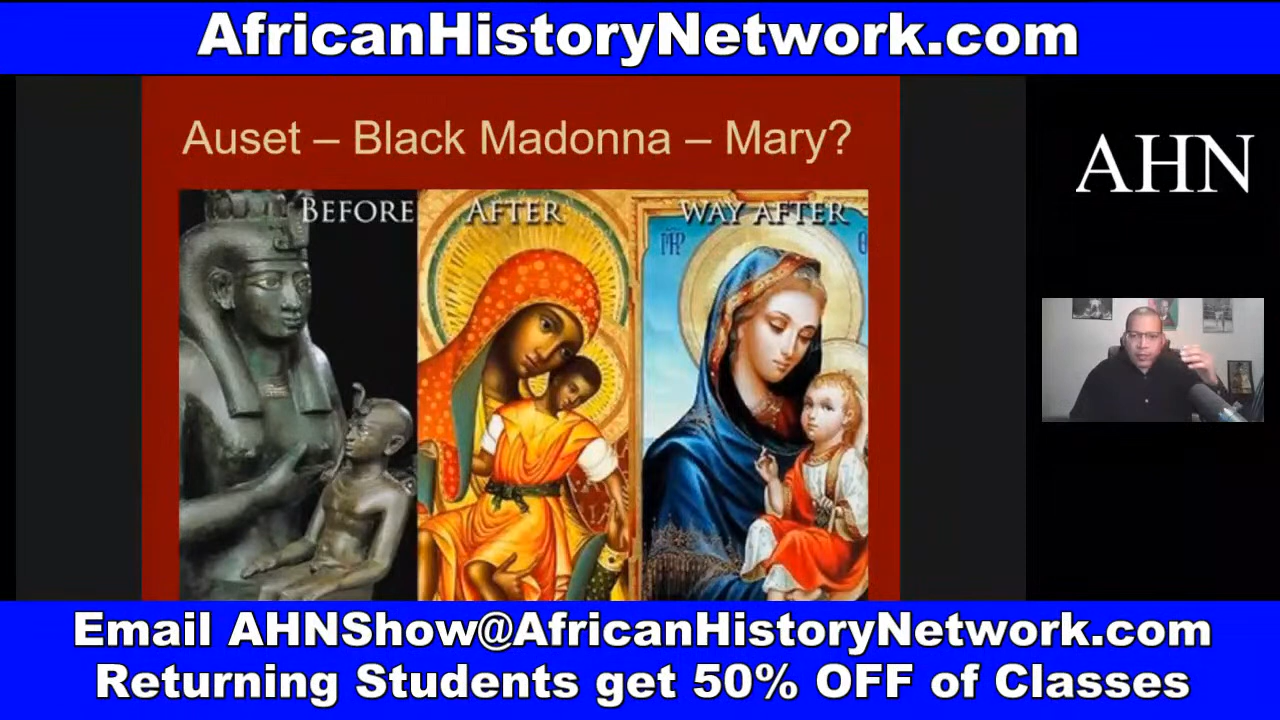 AfricanHistoryNetwork.com
Auset – Black Madonna – Mary?
BEFORE
AFTER
WAY AFTER
AHN
Email AHNShow@AfricanHistoryNetwork.com
Returning Students get 50% OFF of Classes